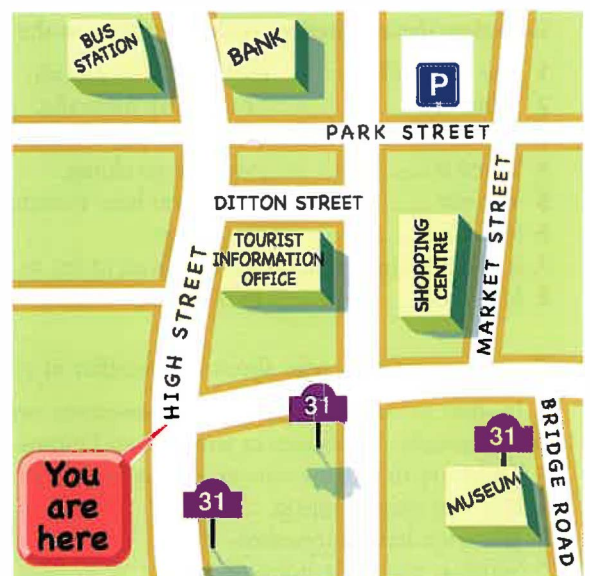 BUS
STATION
BANK
P
PARK STREET
DITTON STREET
TOURIST
INFORMATION
OFFICE
SHOPPING
CENTRE
MARKET STREET
HIGH STREET
31
31
31
BRIDGE ROAD
MUSEUM
You
are
here